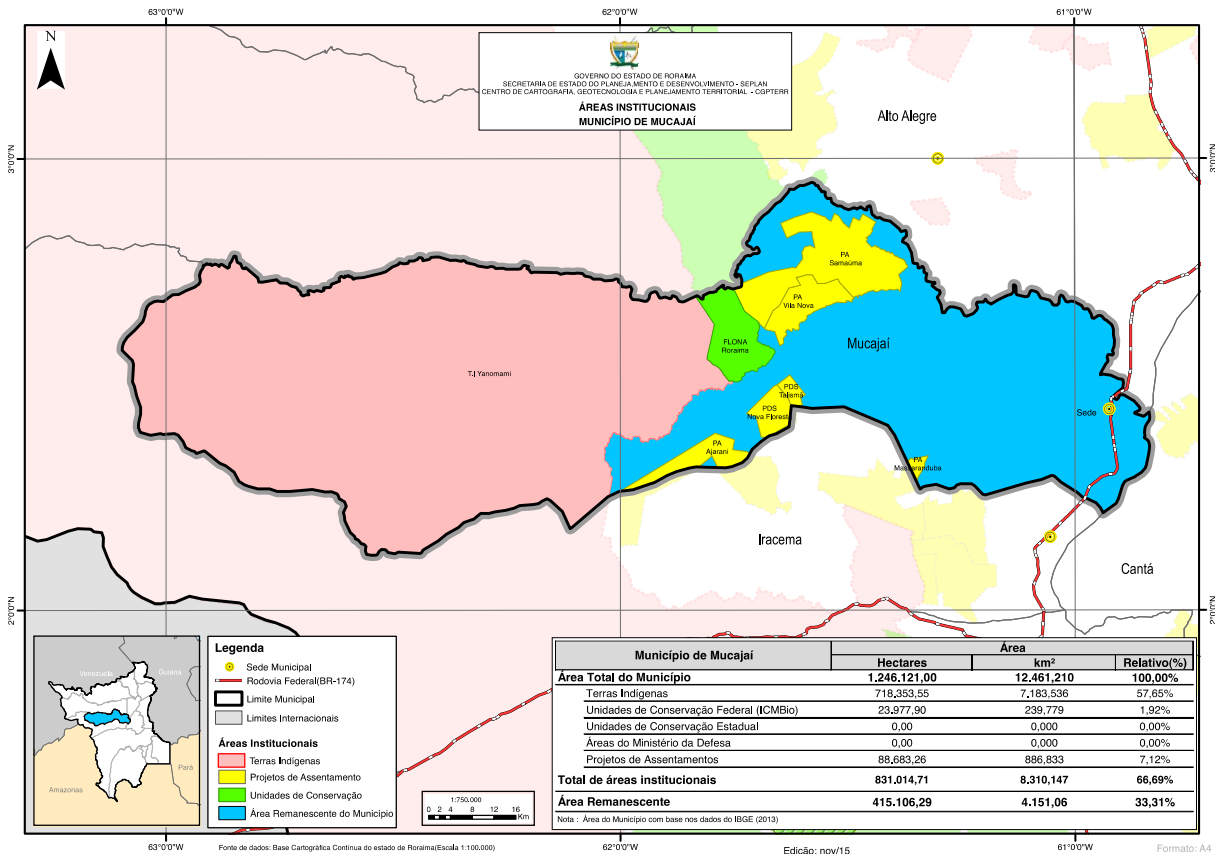 63°0'0"W
62°0'0"W
61°0'0"W
N
GOVERNO DO ESTADO DE RORAIMA
SECRETARIA DE ESTADO DO PLANEJAMENTO E DESENVOLVIMENTO - SEPLAN
CENTRO DE CARTOGRAFIA, GEOTECNOLOGIA E PLANEJAMENTO TERRITORIAL - CGPTERR
ÁREAS INSTITUCIONAIS
MUNICÍPIO DE MUCAJAÍ
Alto Alegre
3°0'0"N
3°0'0"N
PA
Samaúma
PA
Vila Nova
FLONA
Roraima
Mucajaí
T.I Yanomami
PDS
Talismã
PDS
Nova Floresta
Sede
PA
Ajarani
PA
Massaranduba
Iracema
Cantá
2°0'0"N
2°0'0"N
Venezuela
Guiana
Amazonas
Pará
Legenda
Sede Municipal
Rodovia Federal(BR-174)
Limite Municipal
Limites Internacionais
Áreas Institucionais
Terras Indígenas
Projetos de Assentamento
Unidades de Conservação
Área Remanescente do Município
1:750.000
0 2 4 8 12 16
Km
Município de Mucajaí Área
Hectares km² Relativo(%)
Área Total do Município 1.246.121,00 12.461,210 100,00%
Terras Indígenas 718.353,55 7.183,536 57,65%
Unidades de Conservação Federal (ICMBio) 23.977,90 239,779 1,92%
Unidades de Conservação Estadual 0,00 0,000 0,00%
Áreas do Ministério da Defesa 0,00 0,000 0,00%
Projetos de Assentamentos 88,683,26 886,833 7,12%
Total de áreas institucionais 831.014,71 8.310,147 66,69%
Área Remanescente 415.106,29 4.151,06 33,31%
Nota : Área do Município com base nos dados do IBGE (2013)
63°0'0"W
Fonte de dados: Base Cartográfica Contínua do estado de Roraima(Escala 1:100.000)
62°0'0"W
Edição: nov/15
61°0'0"W
Formato: A4